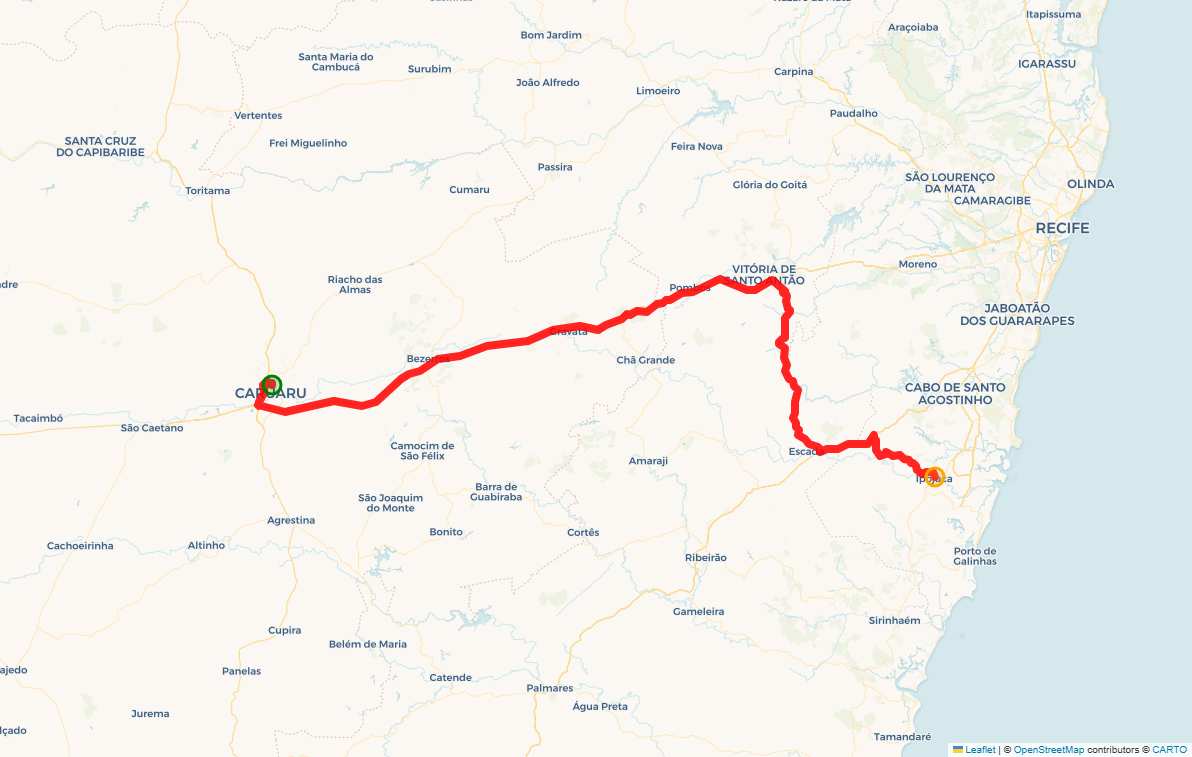 Itapissuma
Araçoiaba
Bom Jardim
Santa Maria do
Cambucá
Surubim
IGARASSU
Carpina
João Alfredo
Limoeiro
Vertentes
Paudalho
SANTA CRUZ
DO CAPIBARIBE
Frei Miguelinho
Feira Nova
Passira
SÃO LOURENÇO
DA MATA
CAMARAGIBE
OLINDA
Toritama
Cumaru
Glória do Goitá
RECIFE
Moreno
VITÓRIA DE
SANTO ANTÃO
Riacho das
Almas
Pombos
JABOATÃO
DOS GUARARAPES
Gravatá
Bezerros
Chã Grande
CARUARU
CABO DE SANTO
AGOSTINHO
Tacaimbó
São Caetano
Camocim de
São Félix
Escada
Amaraji
Ipojuca
Barra de
Guabiraba
São Joaquim
do Monte
Agrestina
Bonito
Cortês
Cachoeirinha
Altinho
Ribeirão
Porto de
Galinhas
Gameleira
Sirinhaém
Cupira
Belém de Maria
Panelas
Catende
Palmares
Água Preta
Jurema
Tamandaré
Leaflet | © OpenStreetMap contributors © CARTO